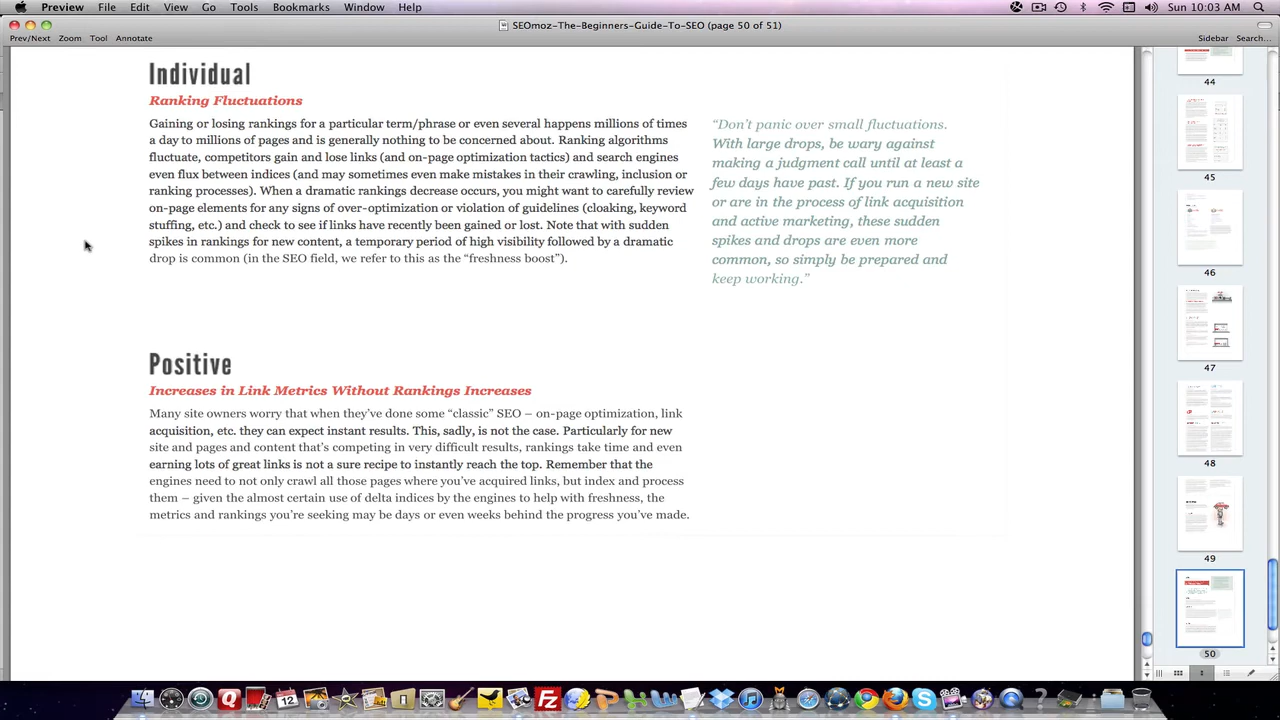 Preview File Edit View Go Tools Bookmarks Window Help Sun 10:03 AM
SEOmoz-The-Beginners-Guide-To-SEO (page 50 of 51)
Prev/Next Zoom Tool Annotate Sidebar Search...
Individual
Ranking Fluctuations
Gaining or losing rankings for a particular term/phrase or even several happens millions of times
a day to millions of pages and is generally nothing to be concerned about. Ranking algorithms
fluctuate, competitors gain and lose links (and on-page optimization tactics) and search engines
even flux between indices (and may sometimes even make mistakes in their crawling, inclusion or
ranking processes). When a dramatic rankings decrease occurs, you might want to carefully review
on-page elements for any signs of over-optimization or violation of guidelines (cloaking, keyword
stuffing, etc.) and check to see if links have recently been gained or lost. Note that with sudden
spikes in rankings for new content, a temporary period of high visibility followed by a dramatic
drop is common (in the SEO field, we refer to this as the “freshness boost”).
“Don’t panic over small fluctuations.
With large drops, be wary against
making a judgment call until at least a
few days have past. If you run a new site
or are in the process of link acquisition
and active marketing, these sudden
spikes and drops are even more
common, so simply be prepared and
keep working.”
Positive
Increases in Link Metrics Without Rankings Increases
Many site owners worry that when they’ve done some “classic” SEO – on-page optimization, link
acquisition, etc. they can expect instant results. This, sadly, is not the case. Particularly for new
site and pages and content that’s competing in very difficult results, rankings take time and even
earning lots of great links is not a sure recipe to instantly reach the top. Remember that the
engines need to not only crawl all those pages where you’ve acquired links, but index and process
them – given the almost certain use of delta indices by the engines to help with freshness, the
metrics and rankings you’re seeking may be days or even weeks behind the progress you’ve made.
44
45
46
47
48
49
50